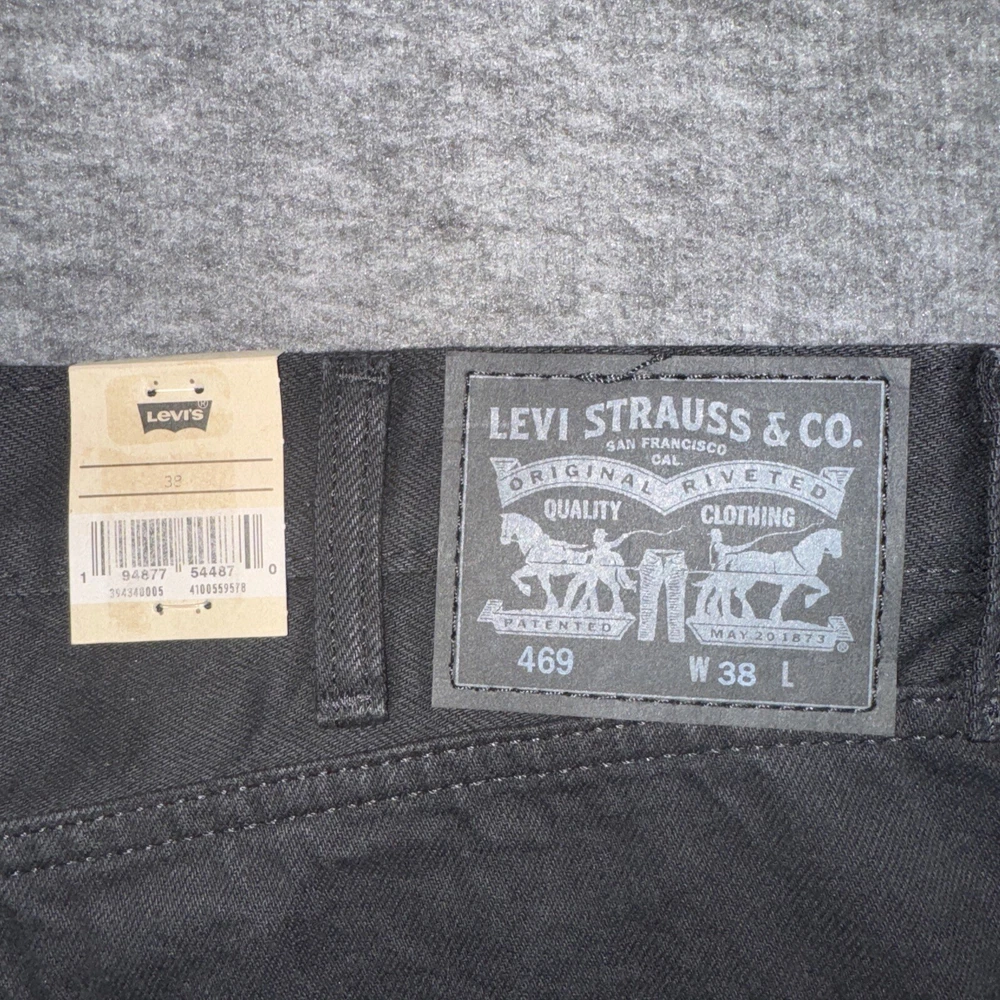 LEVI'S®
38
1 94877 54487 0
394340005 4100559578
LEVI STRAUSS & CO.
SAN FRANCISCO
CAL.
ORIGINAL RIVETED
QUALITY CLOTHING
PATENTED MAY 20 1873
®
469 W 38 L